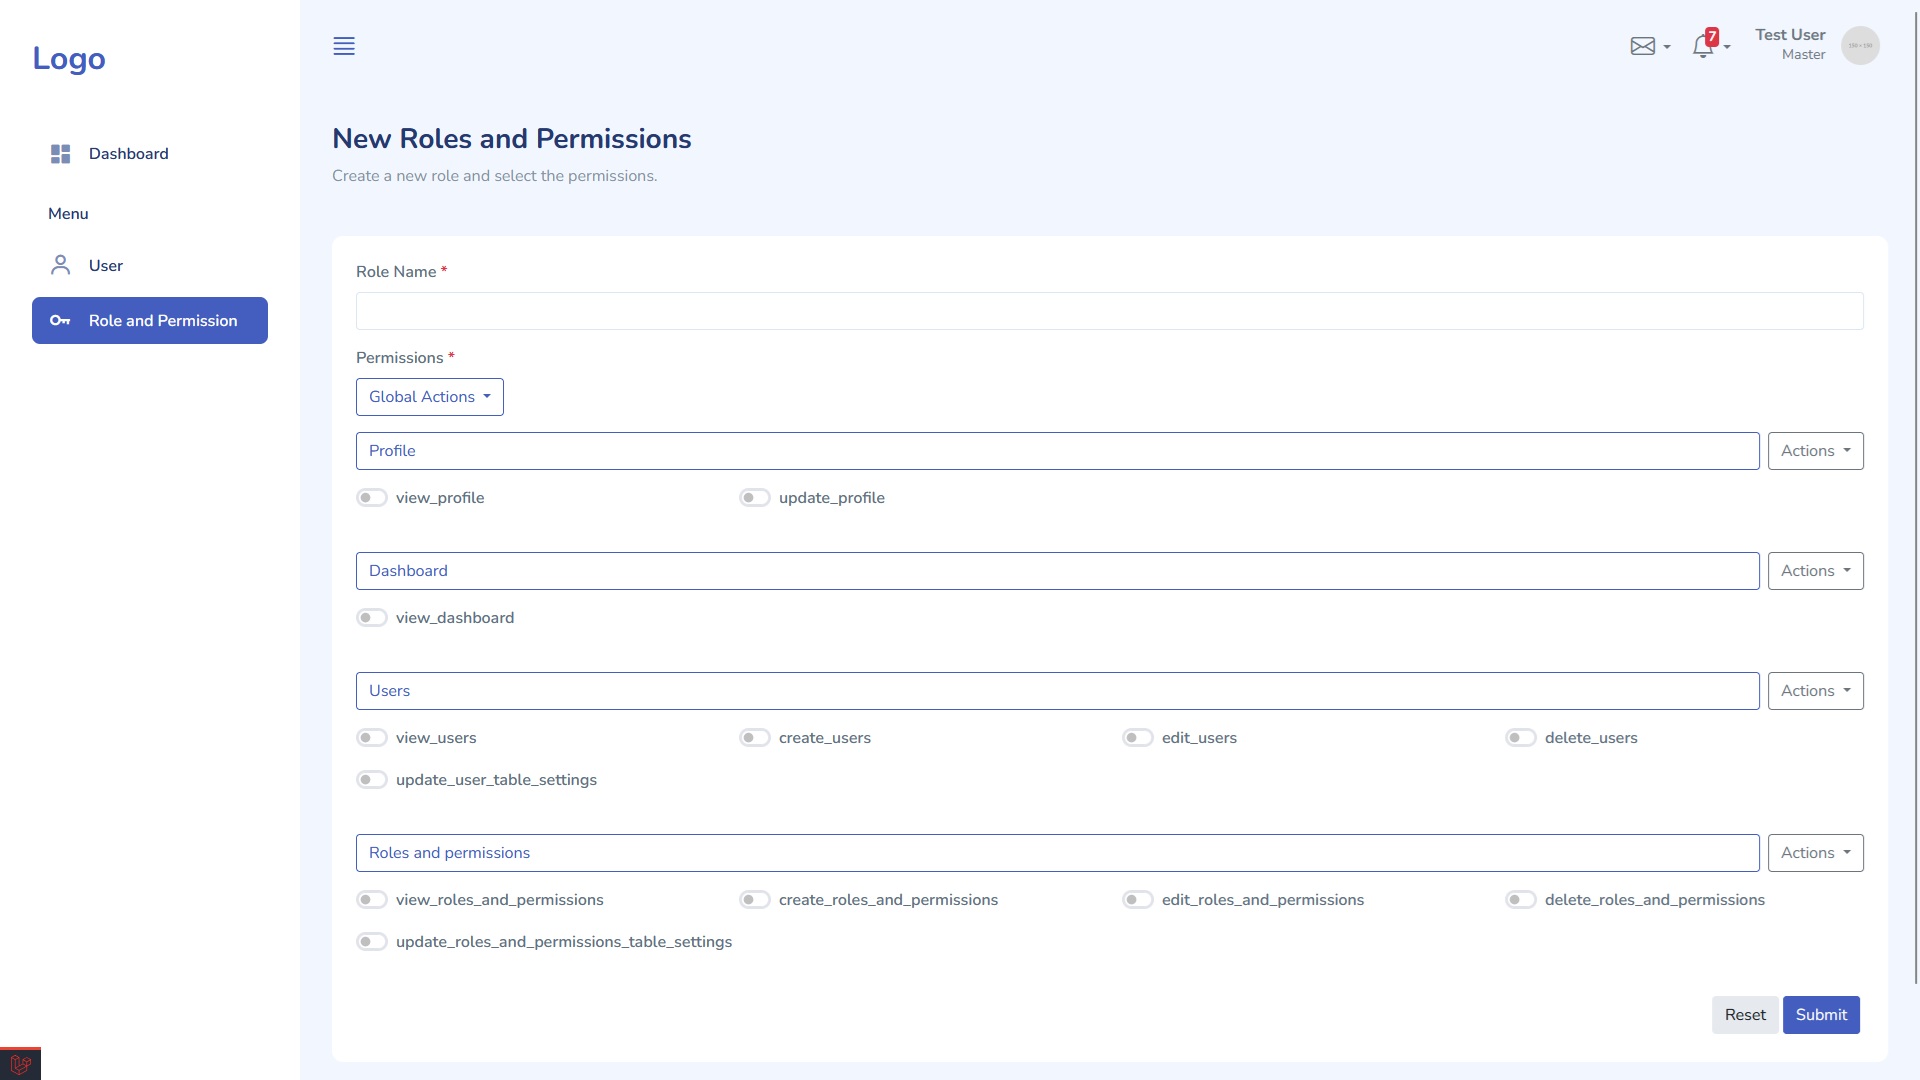 Logo
Dashboard
Menu
User
Role and Permission
7
Test User
Master
New Roles and Permissions
Create a new role and select the permissions.
Role Name *
Permissions *
Global Actions
Profile
Actions
view_profile
update_profile
Dashboard
Actions
view_dashboard
Users
Actions
view_users
create_users
edit_users
delete_users
update_user_table_settings
Roles and permissions
Actions
view_roles_and_permissions
create_roles_and_permissions
edit_roles_and_permissions
delete_roles_and_permissions
update_roles_and_permissions_table_settings
Reset
Submit